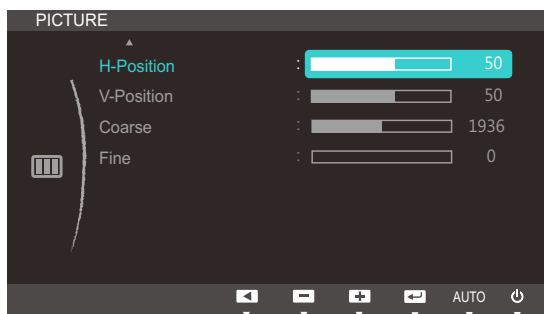 PICTURE
H-Position : 50
V-Position : 50
Coarse : 1936
Fine : 0
AUTO